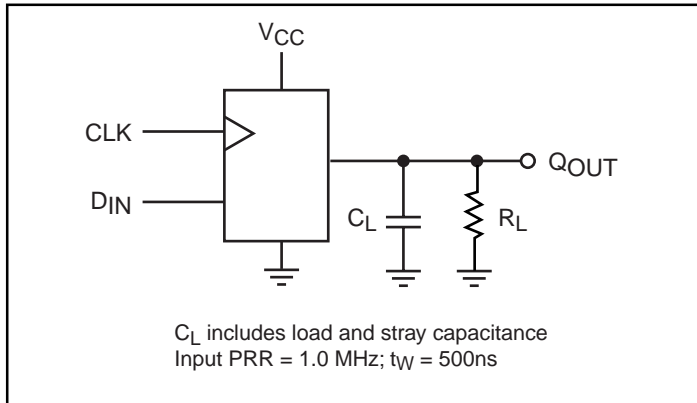 VCC
CLK
DIN
CL
RL
QOUT
CL includes load and stray capacitance
Input PRR = 1.0 MHz; tW = 500ns